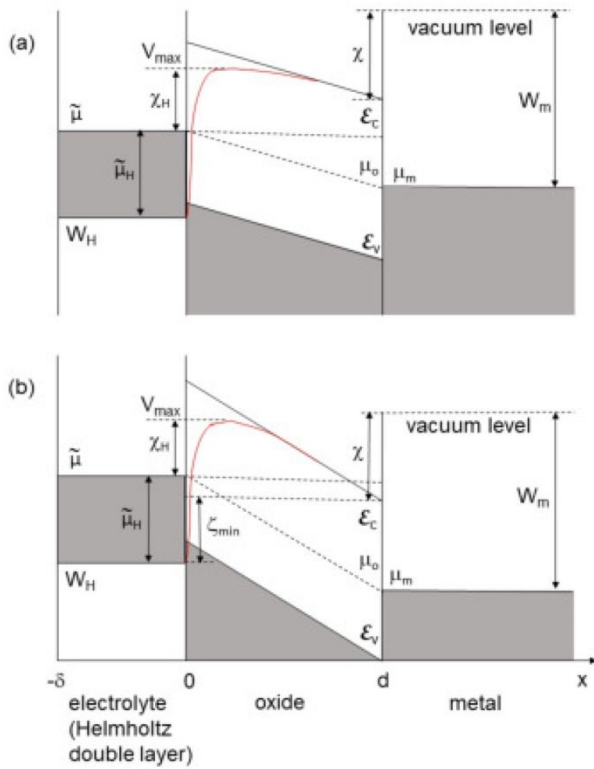 (a)
vacuum level
V_max
χ
χ_H
W_m
μ̃
ε_c
μ̃_H
μ_o
μ_m
W_H
ε_v
(b)
V_max
χ_H
χ
vacuum level
μ̃
W_m
ε_c
μ̃_H
ζ_min
μ_o
μ_m
W_H
ε_v
-δ 0 d x
electrolyte oxide metal
(Helmholtz
double layer)